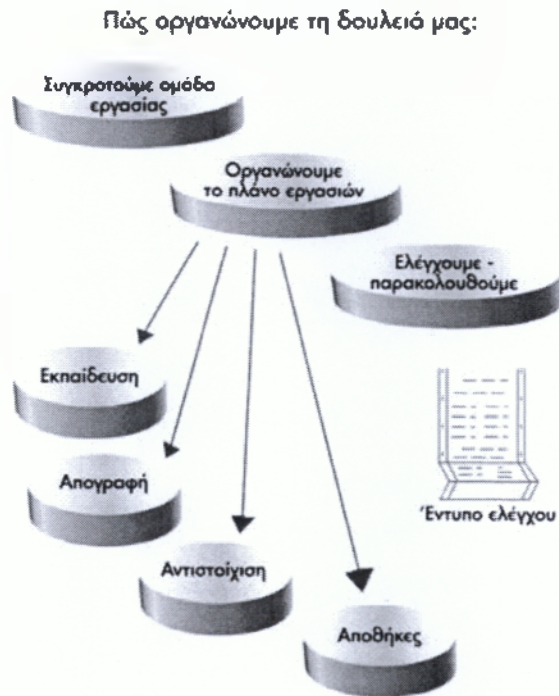 Πώς οργανώνουμε τη δουλειά μας:
Συγκροτούμε ομάδα
εργασίας
Οργανώνουμε
το πλάνο εργασιών
Ελέγχουμε -
παρακολουθούμε
Εκπαίδευση
Απογραφή
Έντυπο ελέγχου
Αντιστοίχιση
Αποθήκες